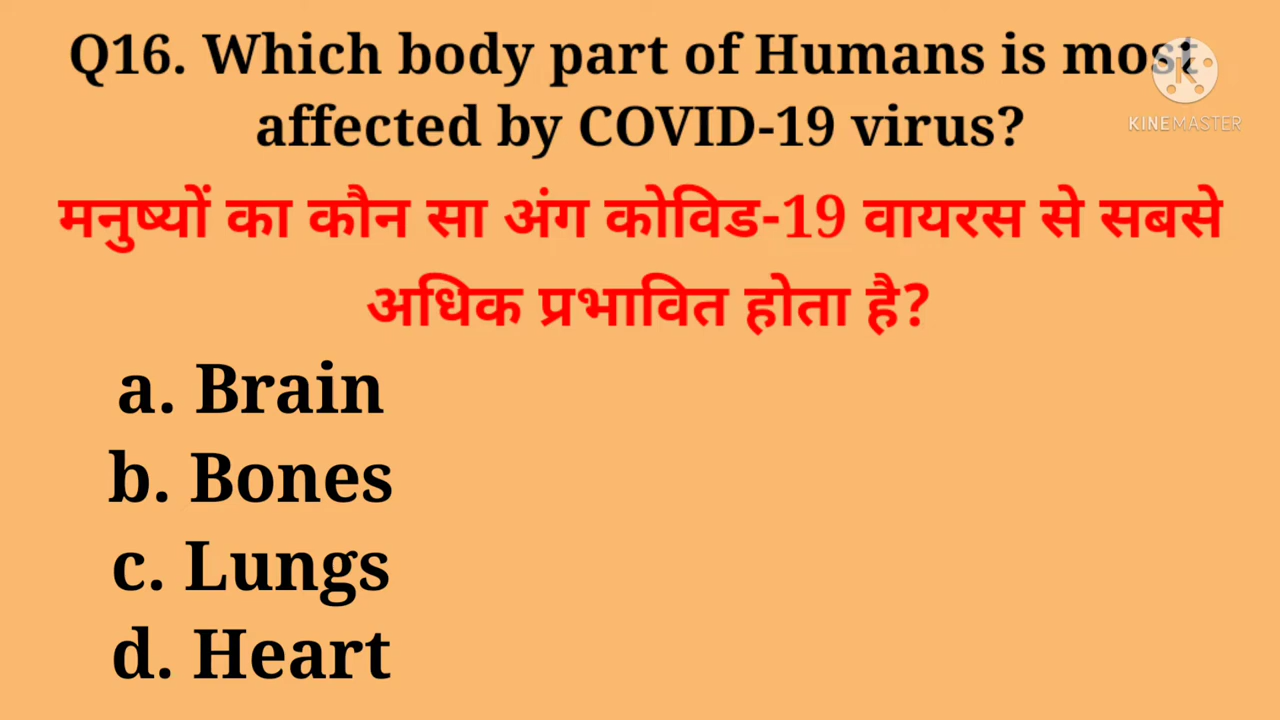 Q16. Which body part of Humans is most
affected by COVID-19 virus?
मनुष्यों का कौन सा अंग कोविड-19 वायरस से सबसे
अधिक प्रभावित होता है?
a. Brain
b. Bones
c. Lungs
d. Heart
K
KINEMASTER